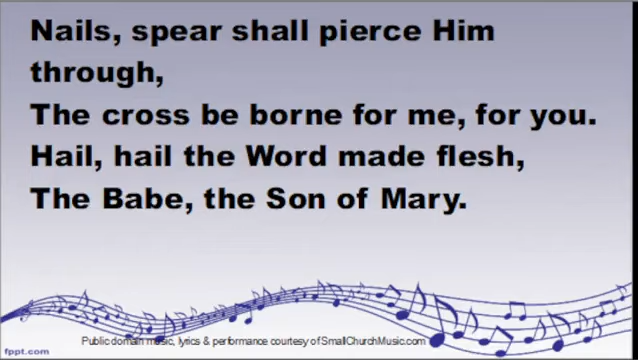 Nails, spear shall pierce Him
through,
The cross be borne for me, for you.
Hail, hail the Word made flesh,
The Babe, the Son of Mary.
Public domain music, lyrics & performance courtesy of SmallChurchMusic.com
fppt.com